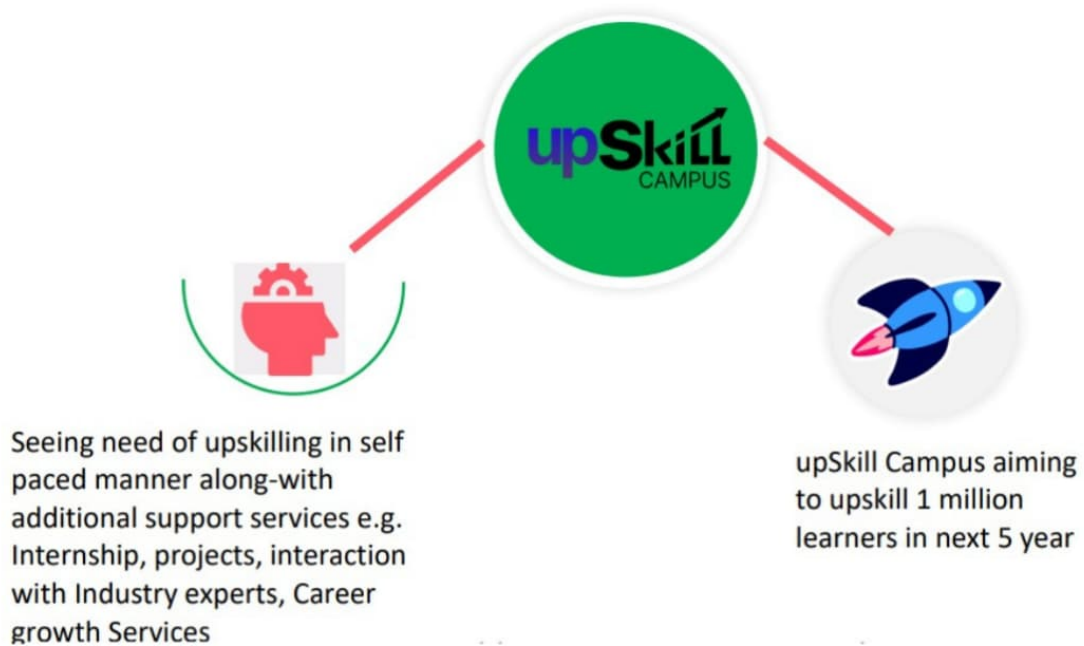 upSkill
CAMPUS
Seeing need of upskilling in self
paced manner along-with
additional support services e.g.
Internship, projects, interaction
with Industry experts, Career
growth Services
upSkill Campus aiming
to upskill 1 million
learners in next 5 year